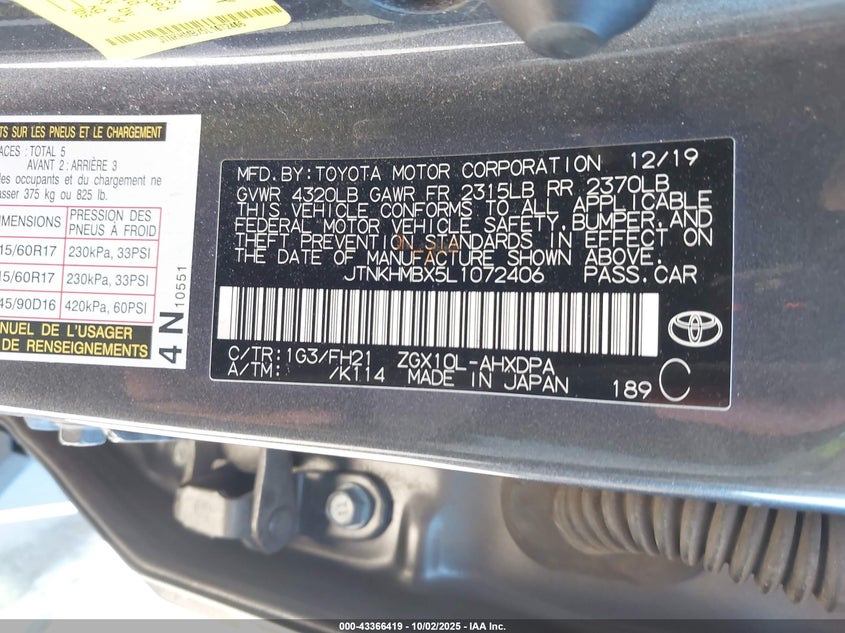 TS SUR LES PNEUS ET LE CHARGEMENT
ACES : TOTAL 5
AVANT 2 : ARRIÈRE 3
les occupants et du chargement ne
asser 375 kg ou 825 lb.
MENSIONS PRESSION DES PNEUS À FROID
15/60R17 230kPa, 33PSI
15/60R17 230kPa, 33PSI
45/90D16 420kPa, 60PSI
NUEL DE L'USAGER
DE RENSEIGNEMENTS
4N 10551
MFD. BY: TOYOTA MOTOR CORPORATION 12/19
GVWR 4320LB GAWR FR 2315LB RR 2370LB
THIS VEHICLE CONFORMS TO ALL APPLICABLE
FEDERAL MOTOR VEHICLE SAFETY, BUMPER, AND
THEFT PREVENTION STANDARDS IN EFFECT ON
THE DATE OF MANUFACTURE SHOWN ABOVE.
JTNKHMBX5L1072406 PASS.CAR
C/TR: 1G3/FH21 ZGX10L-AHXDPA
A/TM: /K114 MADE IN JAPAN
189 C
000-43366419 - 10/02/2025 - IAA Inc.